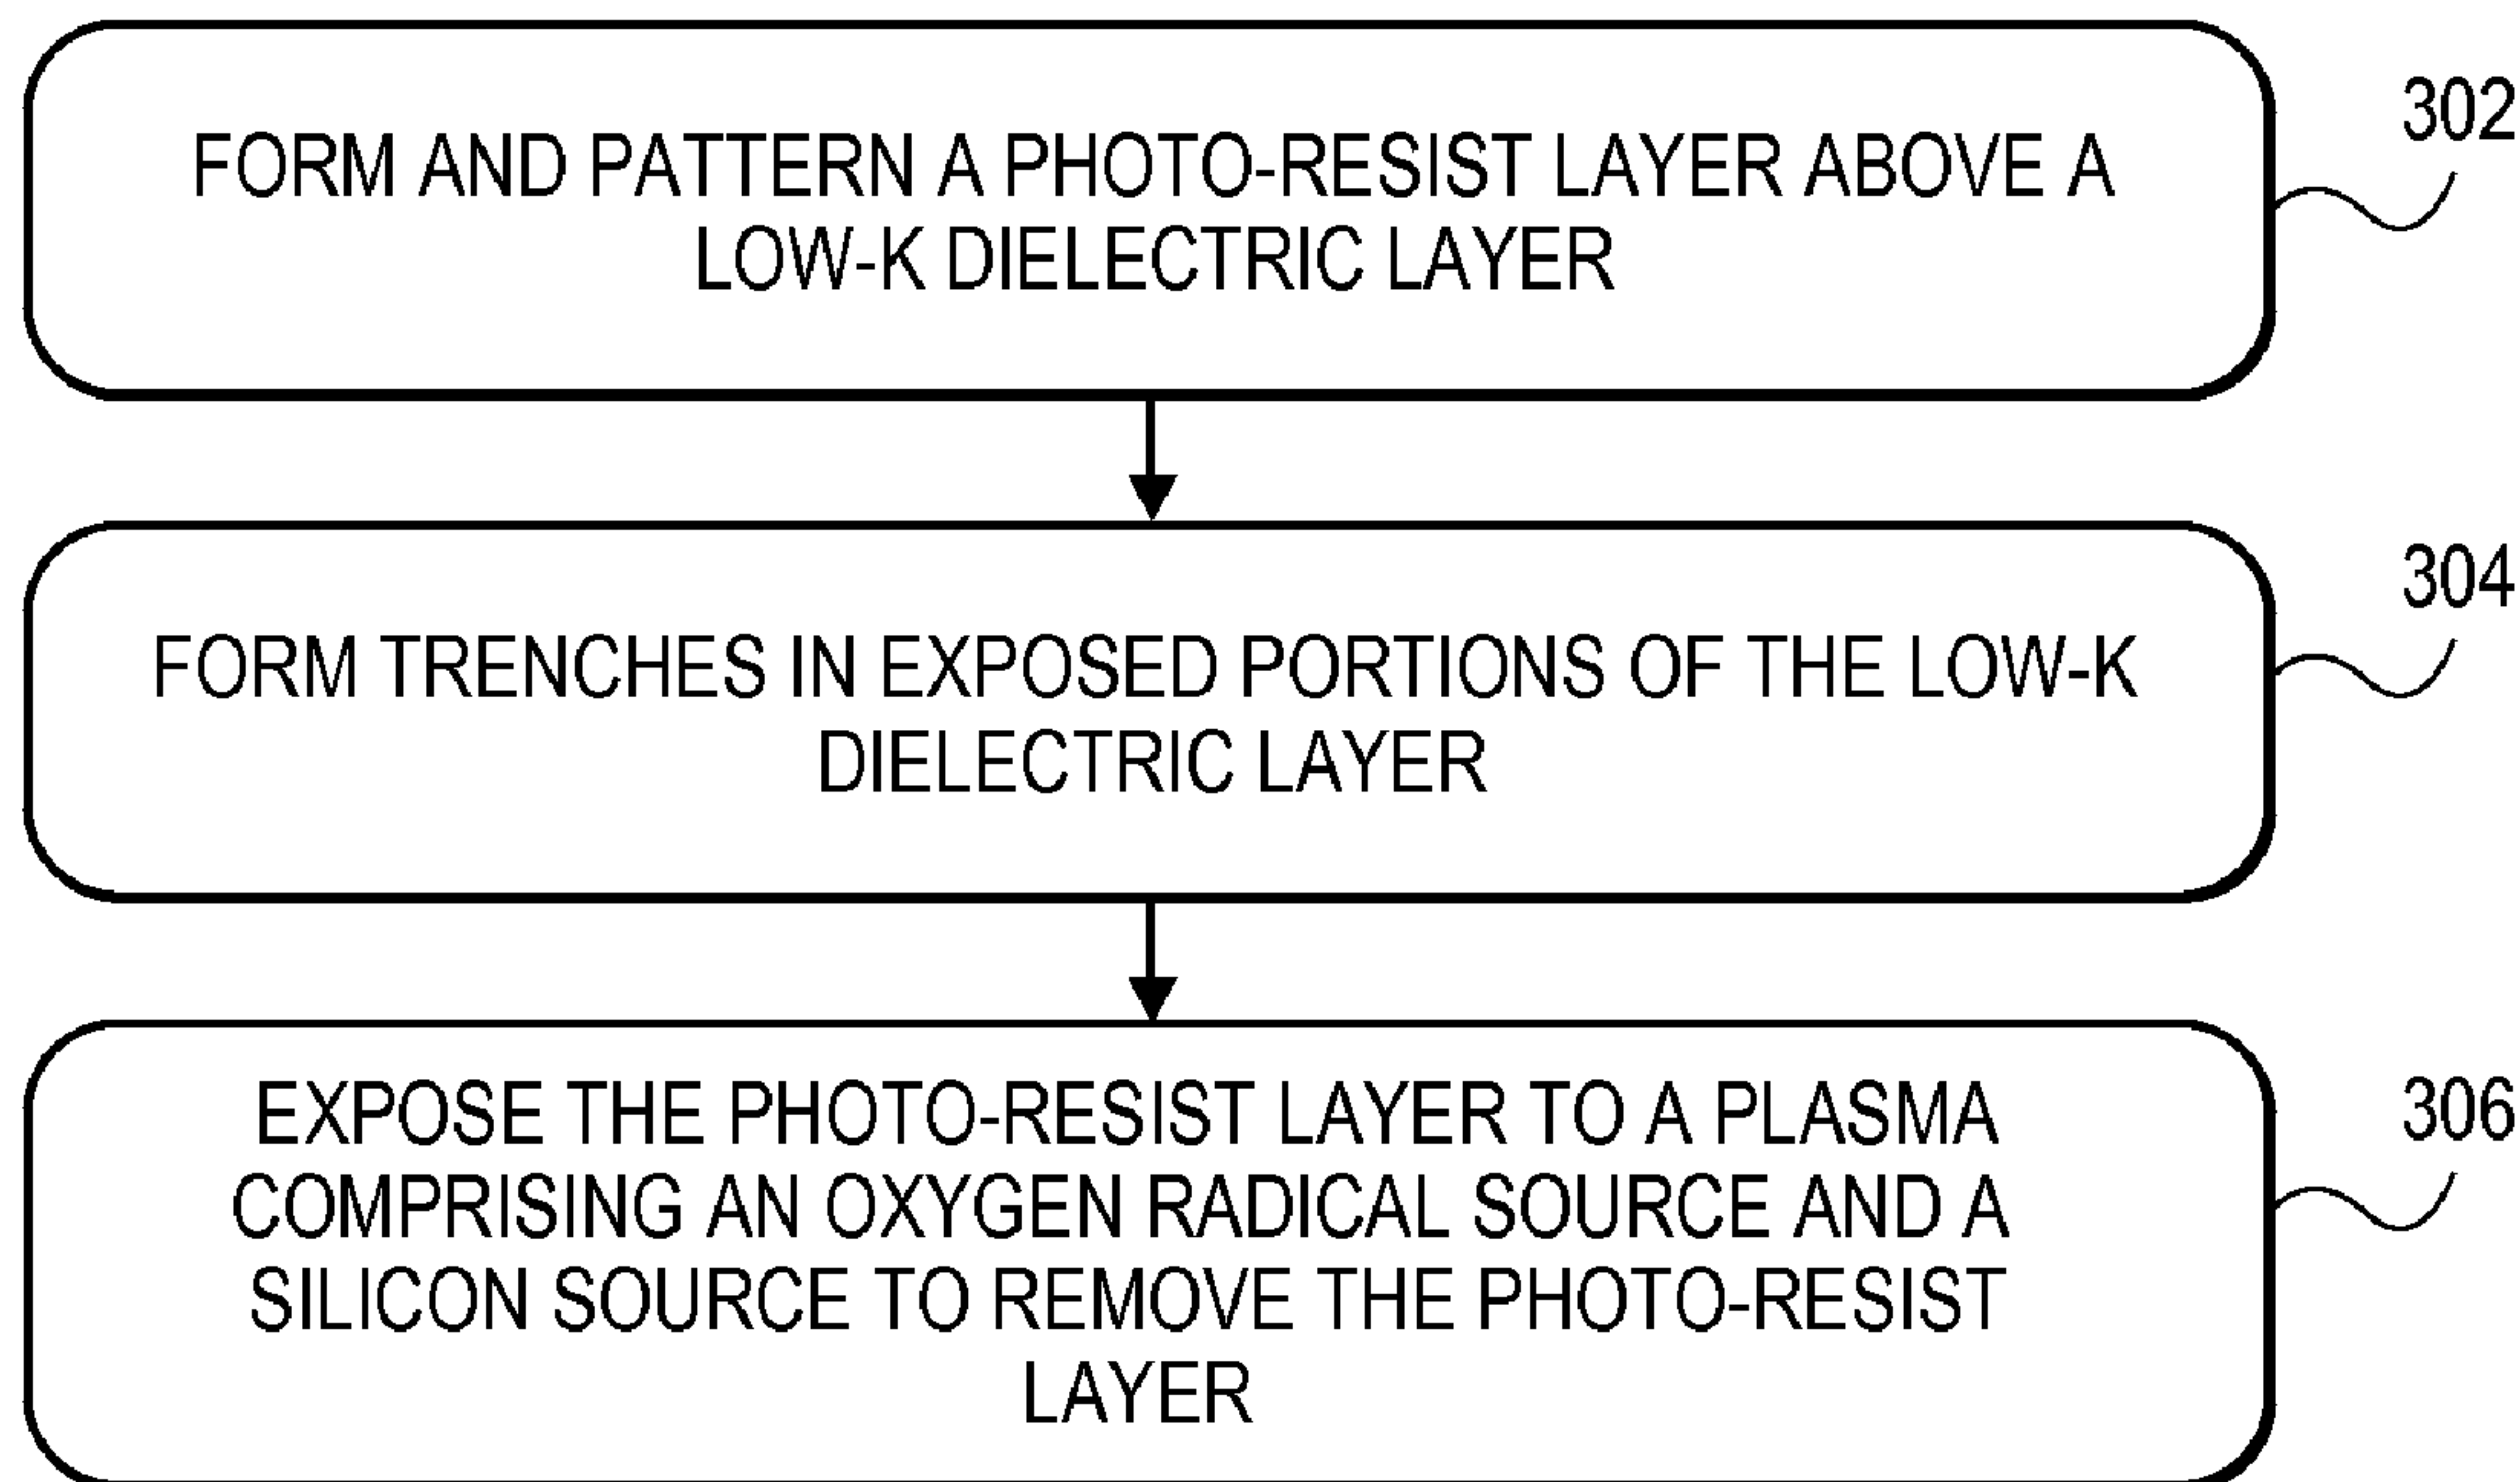 FORM AND PATTERN A PHOTO-RESIST LAYER ABOVE A
LOW-K DIELECTRIC LAYER
302
FORM TRENCHES IN EXPOSED PORTIONS OF THE LOW-K
DIELECTRIC LAYER
304
EXPOSE THE PHOTO-RESIST LAYER TO A PLASMA
COMPRISING AN OXYGEN RADICAL SOURCE AND A
SILICON SOURCE TO REMOVE THE PHOTO-RESIST
LAYER
306